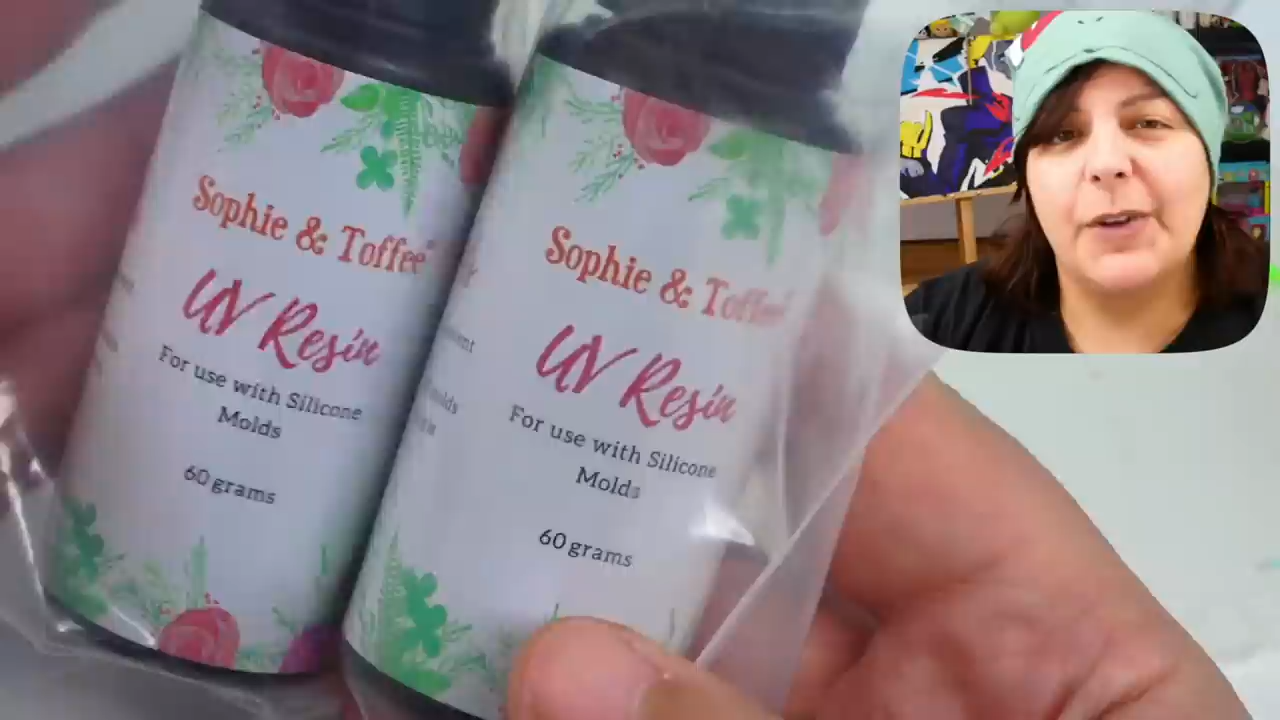 Sophie & Toffee
UV Resin
For use with Silicone
Molds
60 grams
Sophie & Toffee
UV Resin
For use with Silicone
Molds
60 grams